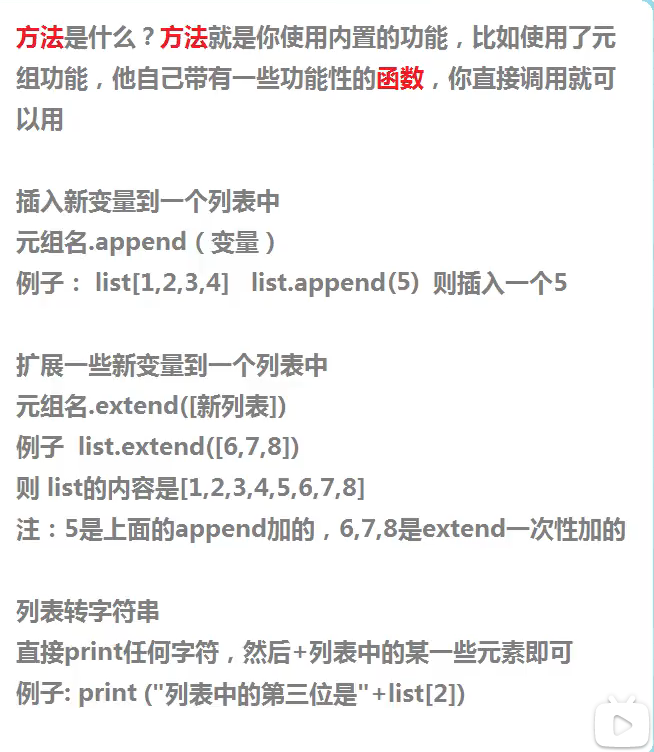 方法是什么？方法就是你使用内置的功能，比如使用了元
组功能，他自己带有一些功能性的函数，你直接调用就可
以用
插入新变量到一个列表中
元组名.append（变量）
例子： list[1,2,3,4]   list.append(5)  则插入一个5
扩展一些新变量到一个列表中
元组名.extend([新列表])
例子  list.extend([6,7,8])
则 list的内容是[1,2,3,4,5,6,7,8]
注：5是上面的append加的，6,7,8是extend一次性加的
列表转字符串
直接print任何字符，然后+列表中的某一些元素即可
例子: print ("列表中的第三位是"+list[2])